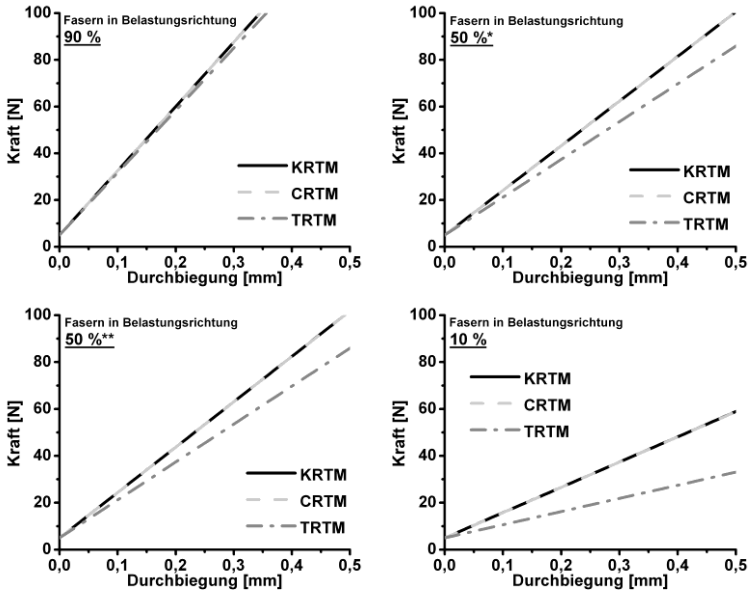 Fasern in Belastungsrichtung
90 %
Kraft [N]
100
80
60
40
20
0
KRTM
CRTM
TRTM
0,0 0,1 0,2 0,3 0,4 0,5
Durchbiegung [mm]
Fasern in Belastungsrichtung
50 %*
Kraft [N]
100
80
60
40
20
0
KRTM
CRTM
TRTM
0,0 0,1 0,2 0,3 0,4 0,5
Durchbiegung [mm]
Fasern in Belastungsrichtung
50 %**
Kraft [N]
100
80
60
40
20
0
KRTM
CRTM
TRTM
0,0 0,1 0,2 0,3 0,4 0,5
Durchbiegung [mm]
Fasern in Belastungsrichtung
10 %
Kraft [N]
100
80
60
40
20
0
KRTM
CRTM
TRTM
0,0 0,1 0,2 0,3 0,4 0,5
Durchbiegung [mm]